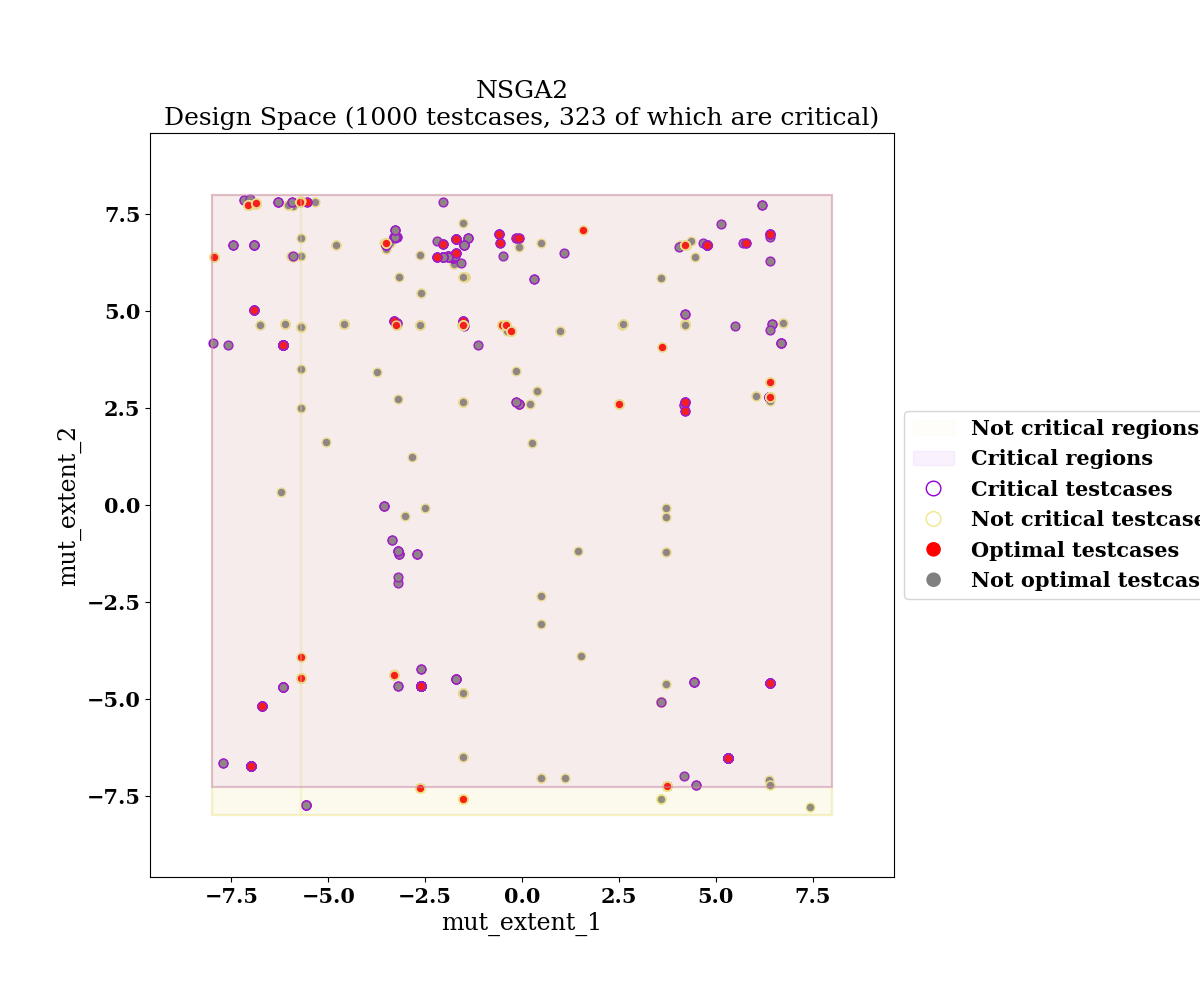 NSGA2
Design Space (1000 testcases, 323 of which are critical)
7.5
5.0
2.5
0.0
−2.5
−5.0
−7.5
mut_extent_2
−7.5
−5.0
−2.5
0.0
2.5
5.0
7.5
mut_extent_1
Not critical regions
Critical regions
Critical testcases
Not critical testcase
Optimal testcases
Not optimal testcas